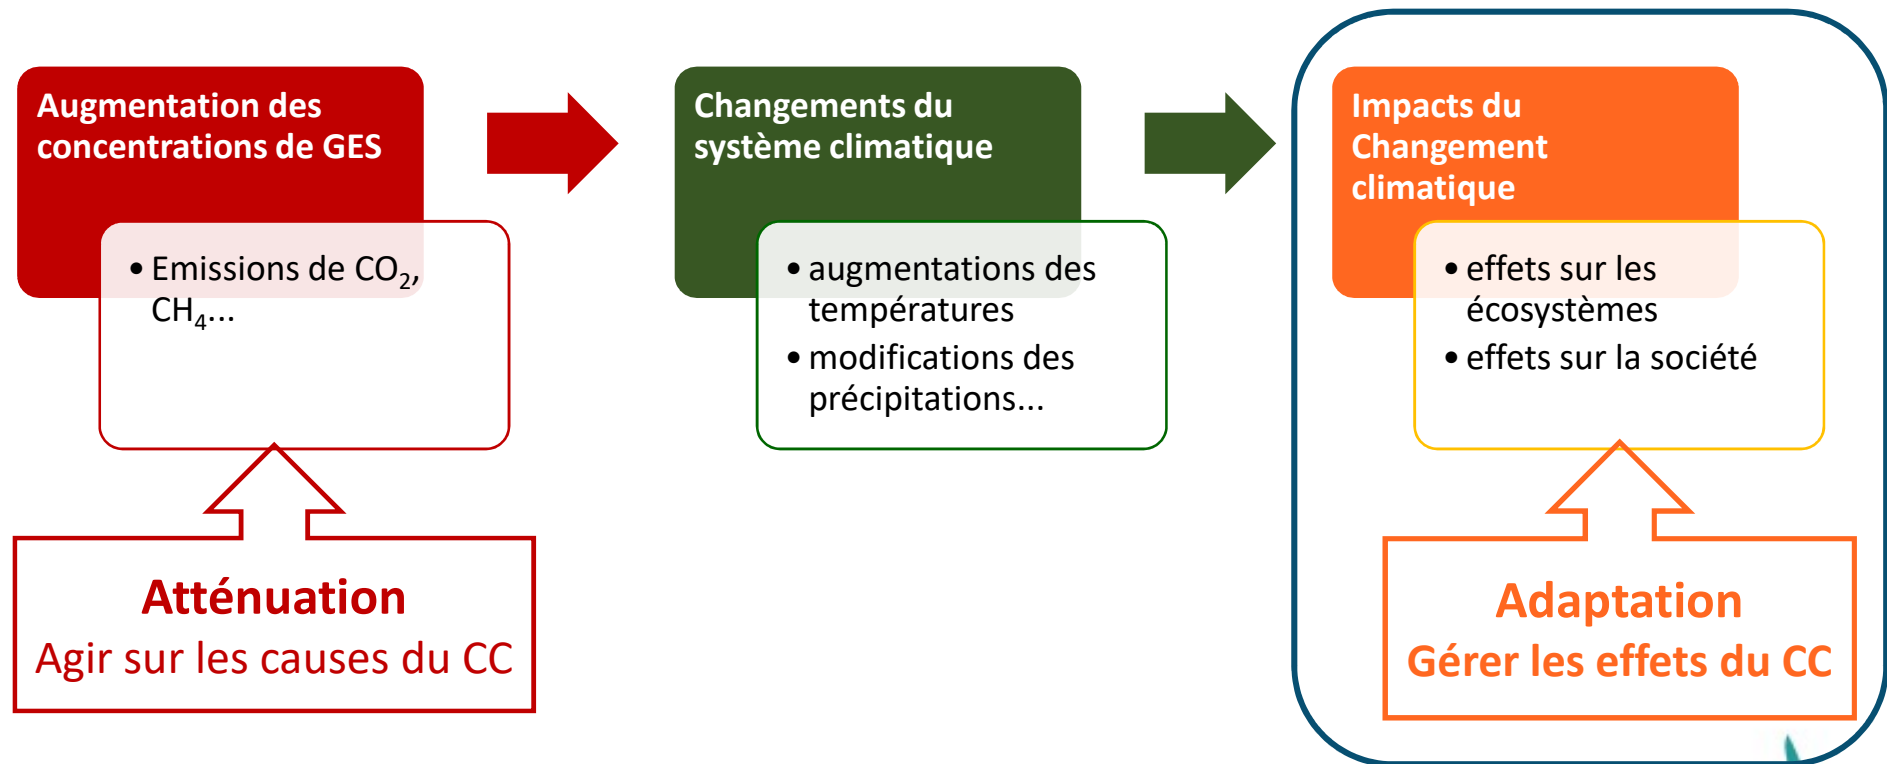 Augmentation des
concentrations de GES
• Emissions de CO₂,
CH₄...
Atténuation
Agir sur les causes du CC
Changements du
système climatique
• augmentations des
températures
• modifications des
précipitations...
Impacts du
Changement
climatique
• effets sur les
écosystèmes
• effets sur la société
Adaptation
Gérer les effets du CC